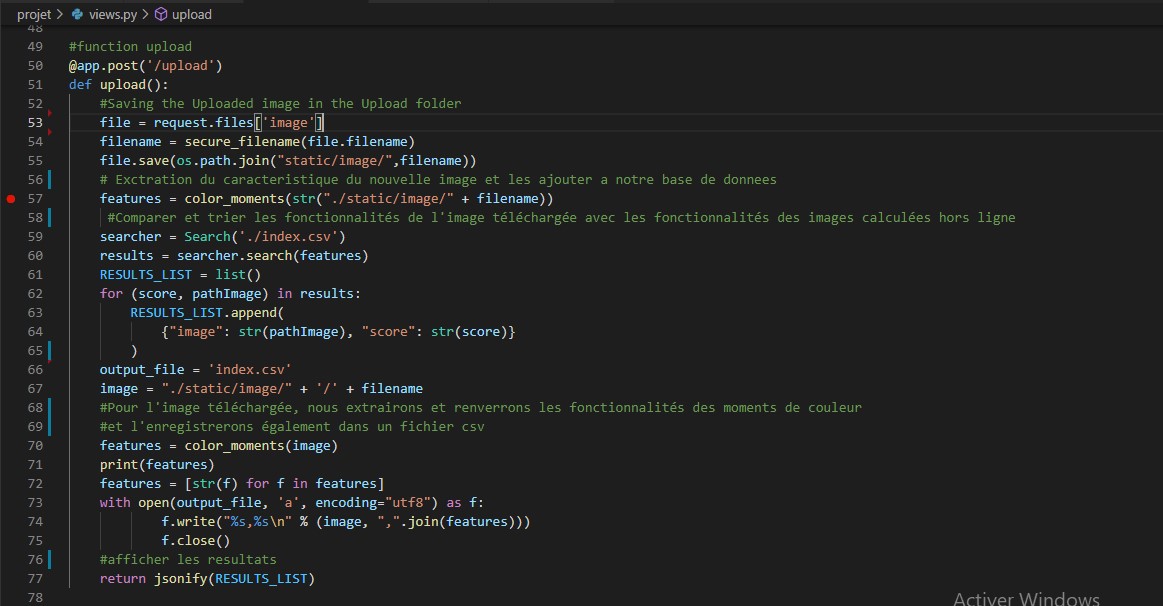 projet > views.py > upload
48
49 #function upload
50 @app.post('/upload')
51 def upload():
52     #Saving the Uploaded image in the Upload folder
53     file = request.files['image']
54     filename = secure_filename(file.filename)
55     file.save(os.path.join("static/image/",filename))
56     # Exctration du caracteristique du nouvelle image et les ajouter a notre base de donnees
57     features = color_moments(str("./static/image/" + filename))
58      #Comparer et trier les fonctionnalités de l'image téléchargée avec les fonctionnalités des images calculées hors ligne
59     searcher = Search('./index.csv')
60     results = searcher.search(features)
61     RESULTS_LIST = list()
62     for (score, pathImage) in results:
63         RESULTS_LIST.append(
64             {"image": str(pathImage), "score": str(score)}
65         )
66     output_file = 'index.csv'
67     image = "./static/image/" + '/' + filename
68     #Pour l'image téléchargée, nous extrairons et renverrons les fonctionnalités des moments de couleur
69     #et l'enregistrerons également dans un fichier csv
70     features = color_moments(image)
71     print(features)
72     features = [str(f) for f in features]
73     with open(output_file, 'a', encoding="utf8") as f:
74             f.write("%s,%s\n" % (image, ",".join(features)))
75             f.close()
76     #afficher les resultats
77     return jsonify(RESULTS_LIST)
78
Activer Windows